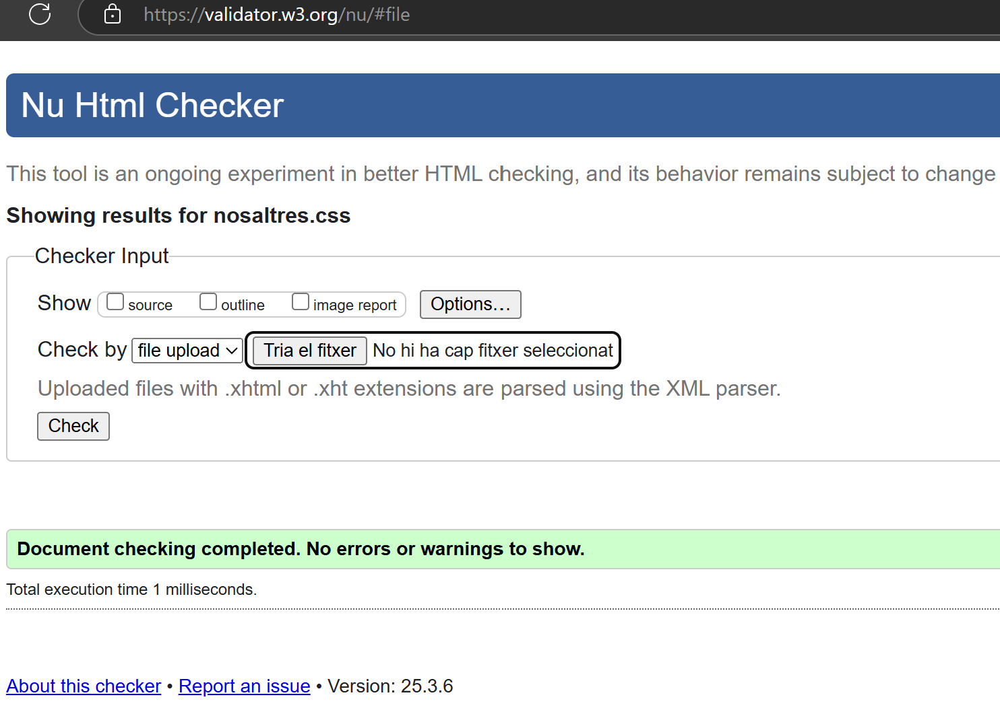 https://validator.w3.org/nu/#file
Nu Html Checker
This tool is an ongoing experiment in better HTML checking, and its behavior remains subject to change
Showing results for nosaltres.css
Checker Input
Show source outline image report Options…
Check by file upload Tria el fitxer No hi ha cap fitxer seleccionat
Uploaded files with .xhtml or .xht extensions are parsed using the XML parser.
Check
Document checking completed. No errors or warnings to show.
Total execution time 1 milliseconds.
About this checker • Report an issue • Version: 25.3.6